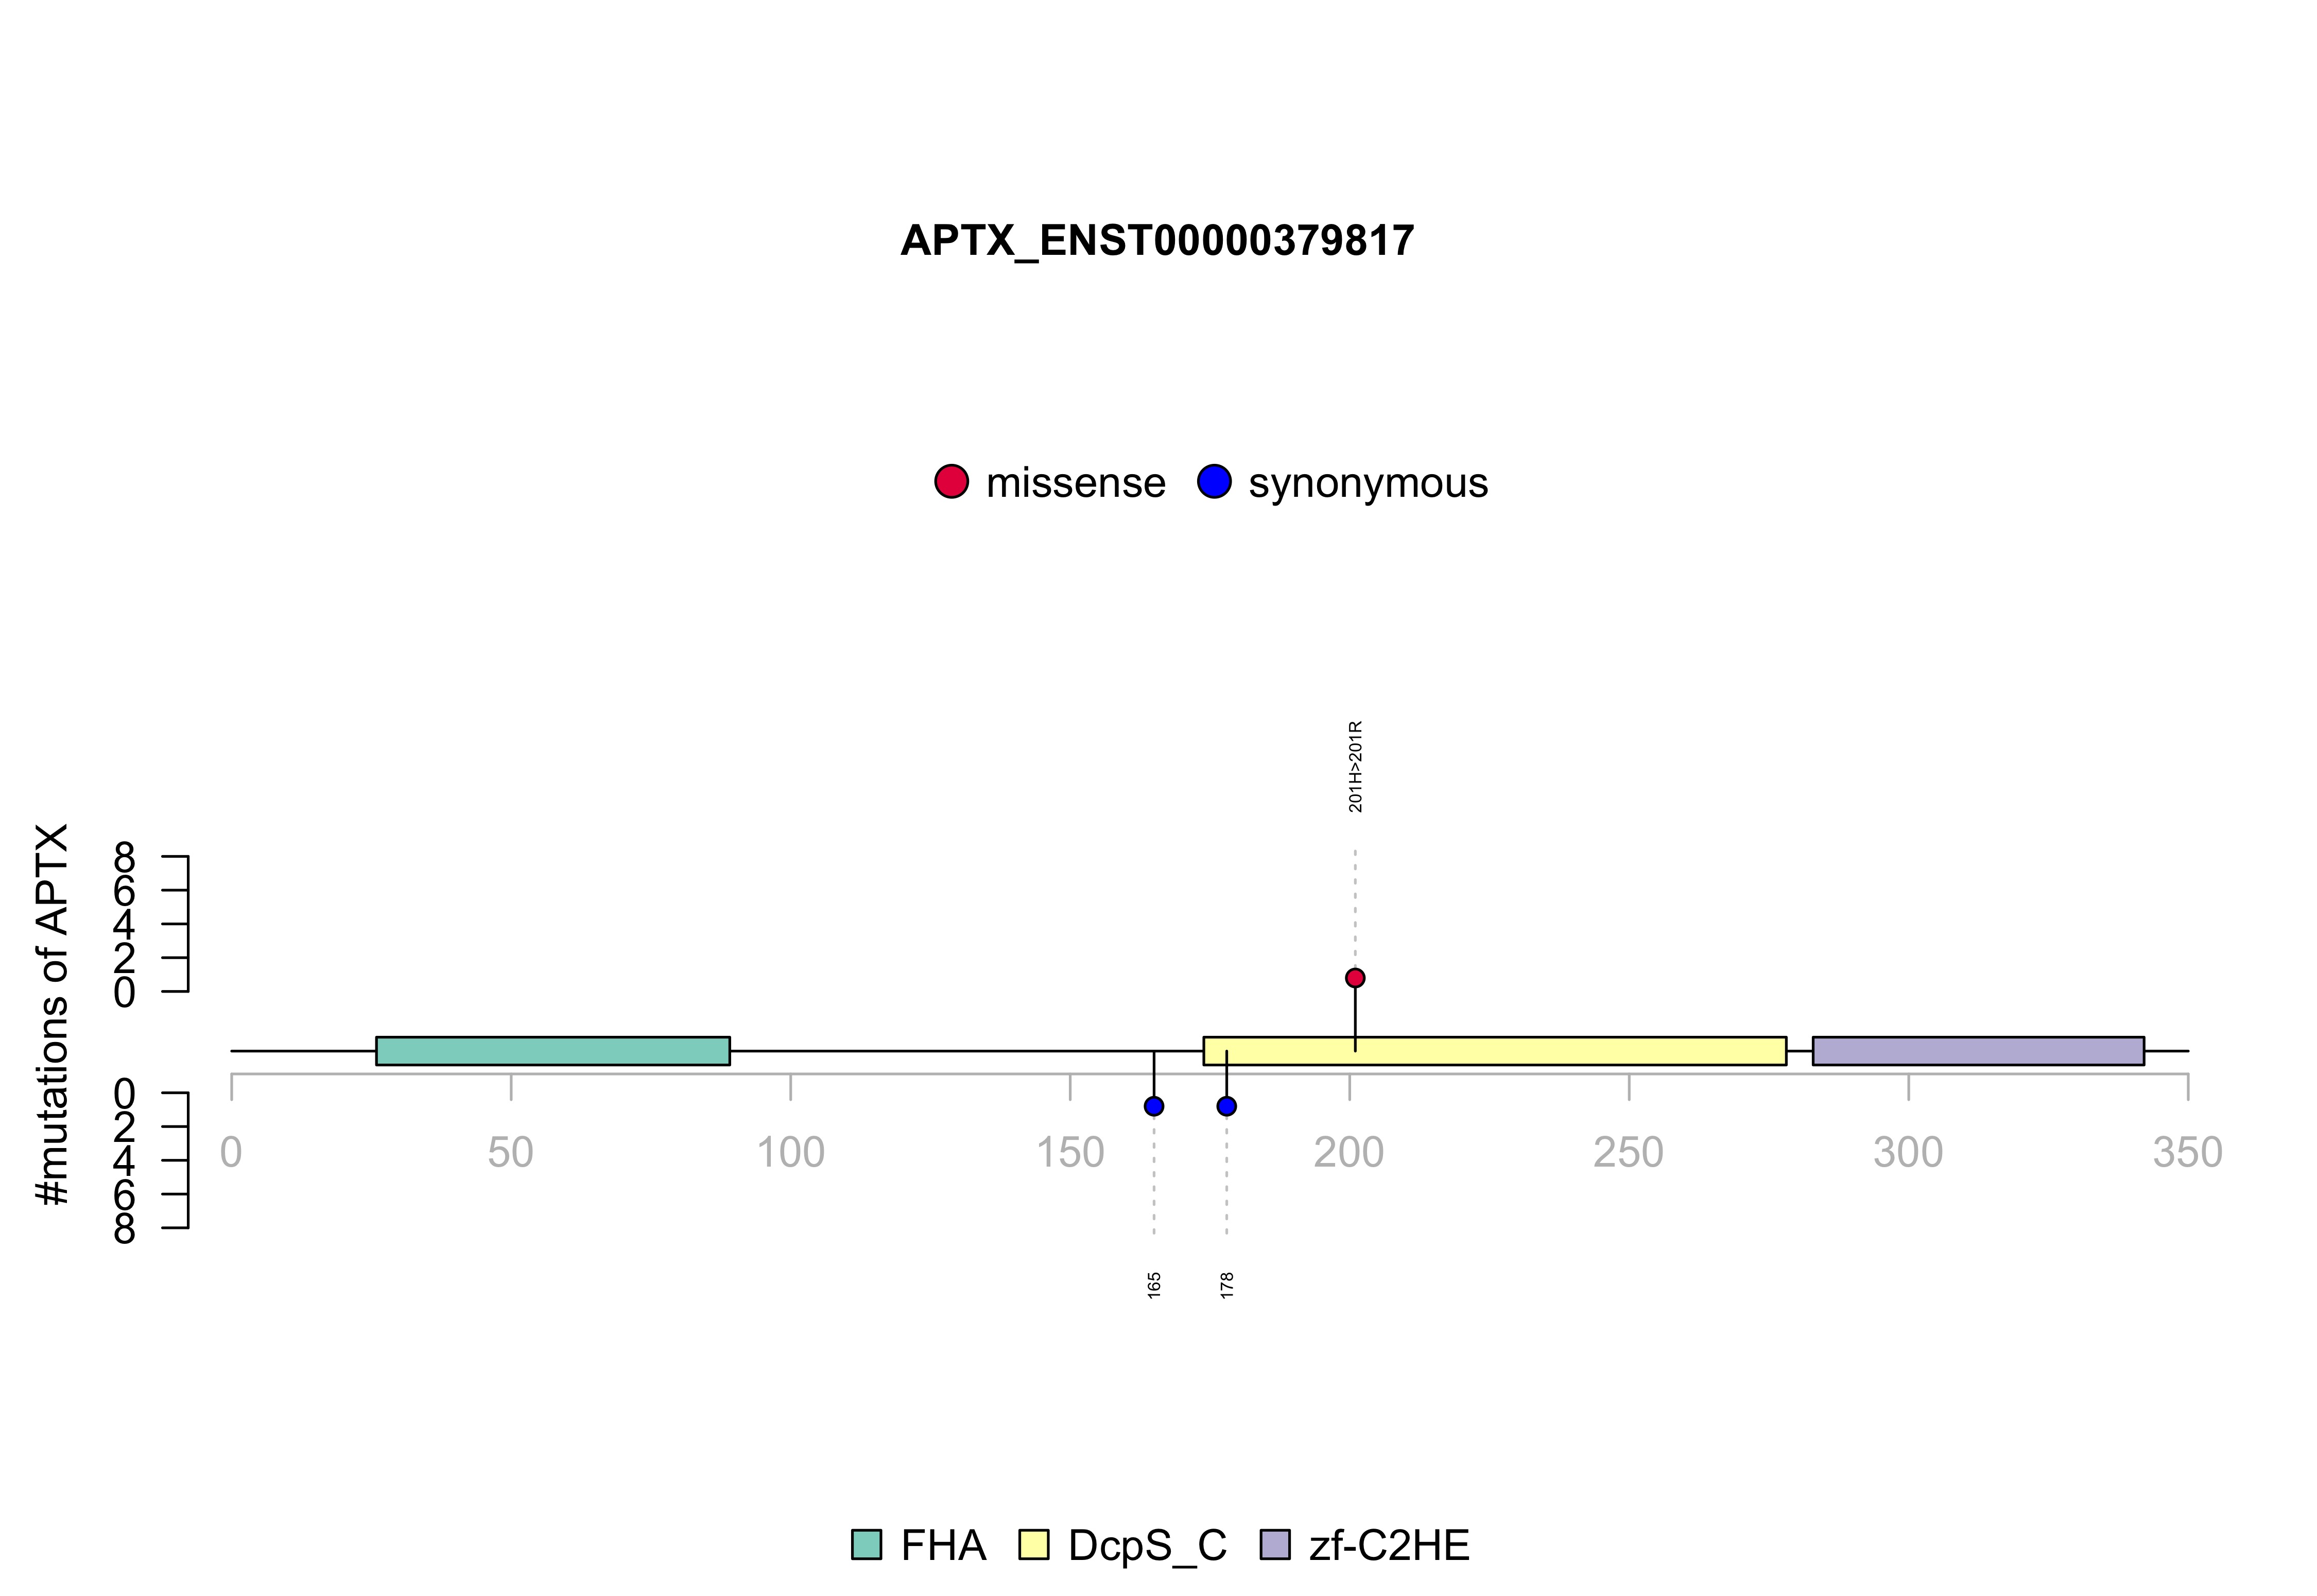 APTX_ENST00000379817
missense synonymous
201H>201R
#mutations of APTX
8
6
4
2
0
0
2
4
6
8
0 50 100 150 200 250 300 350
165 178
FHA DcpS_C zf-C2HE